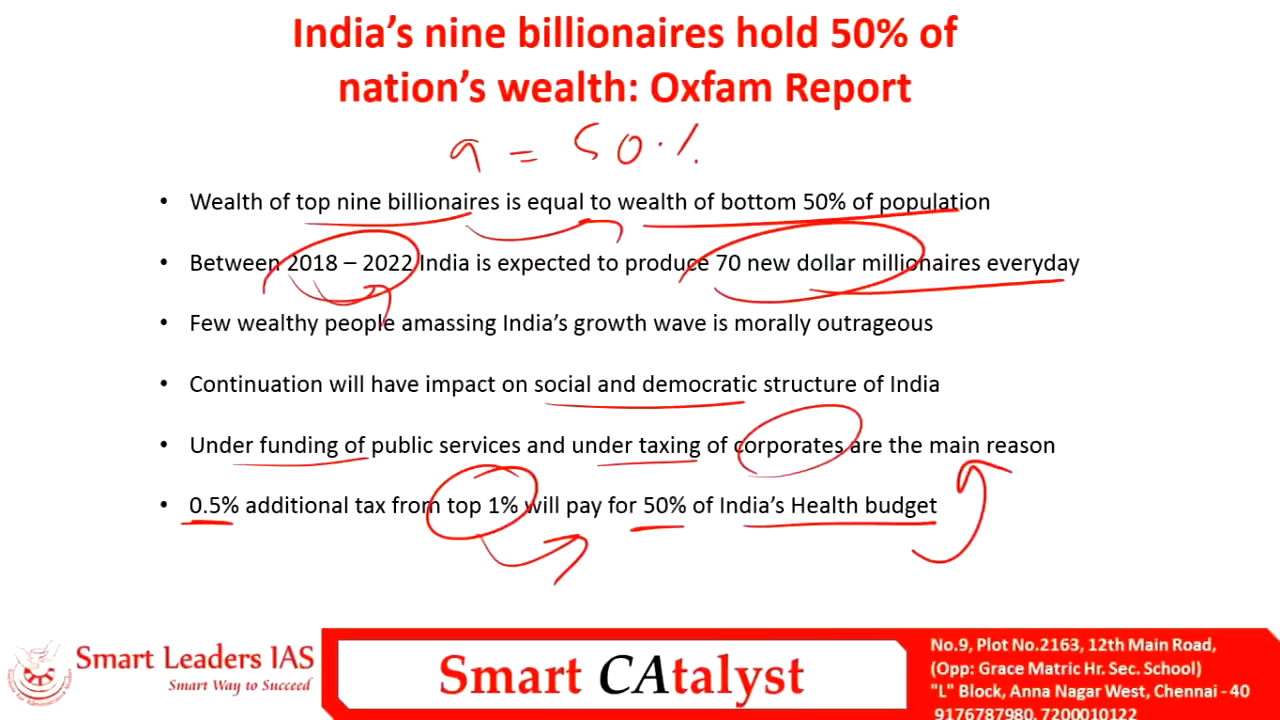 India's nine billionaires hold 50% of
nation's wealth: Oxfam Report
9 = 50%
• Wealth of top nine billionaires is equal to wealth of bottom 50% of population
• Between 2018 – 2022 India is expected to produce 70 new dollar millionaires everyday
• Few wealthy people amassing India's growth wave is morally outrageous
• Continuation will have impact on social and democratic structure of India
• Under funding of public services and under taxing of corporates are the main reason
• 0.5% additional tax from top 1% will pay for 50% of India's Health budget
Smart Leaders IAS
Smart Way to Succeed
Smart CAtalyst
No.9, Plot No.2163, 12th Main Road,
(Opp: Grace Matric Hr. Sec. School)
"L" Block, Anna Nagar West, Chennai - 40
9176787980, 7200010122